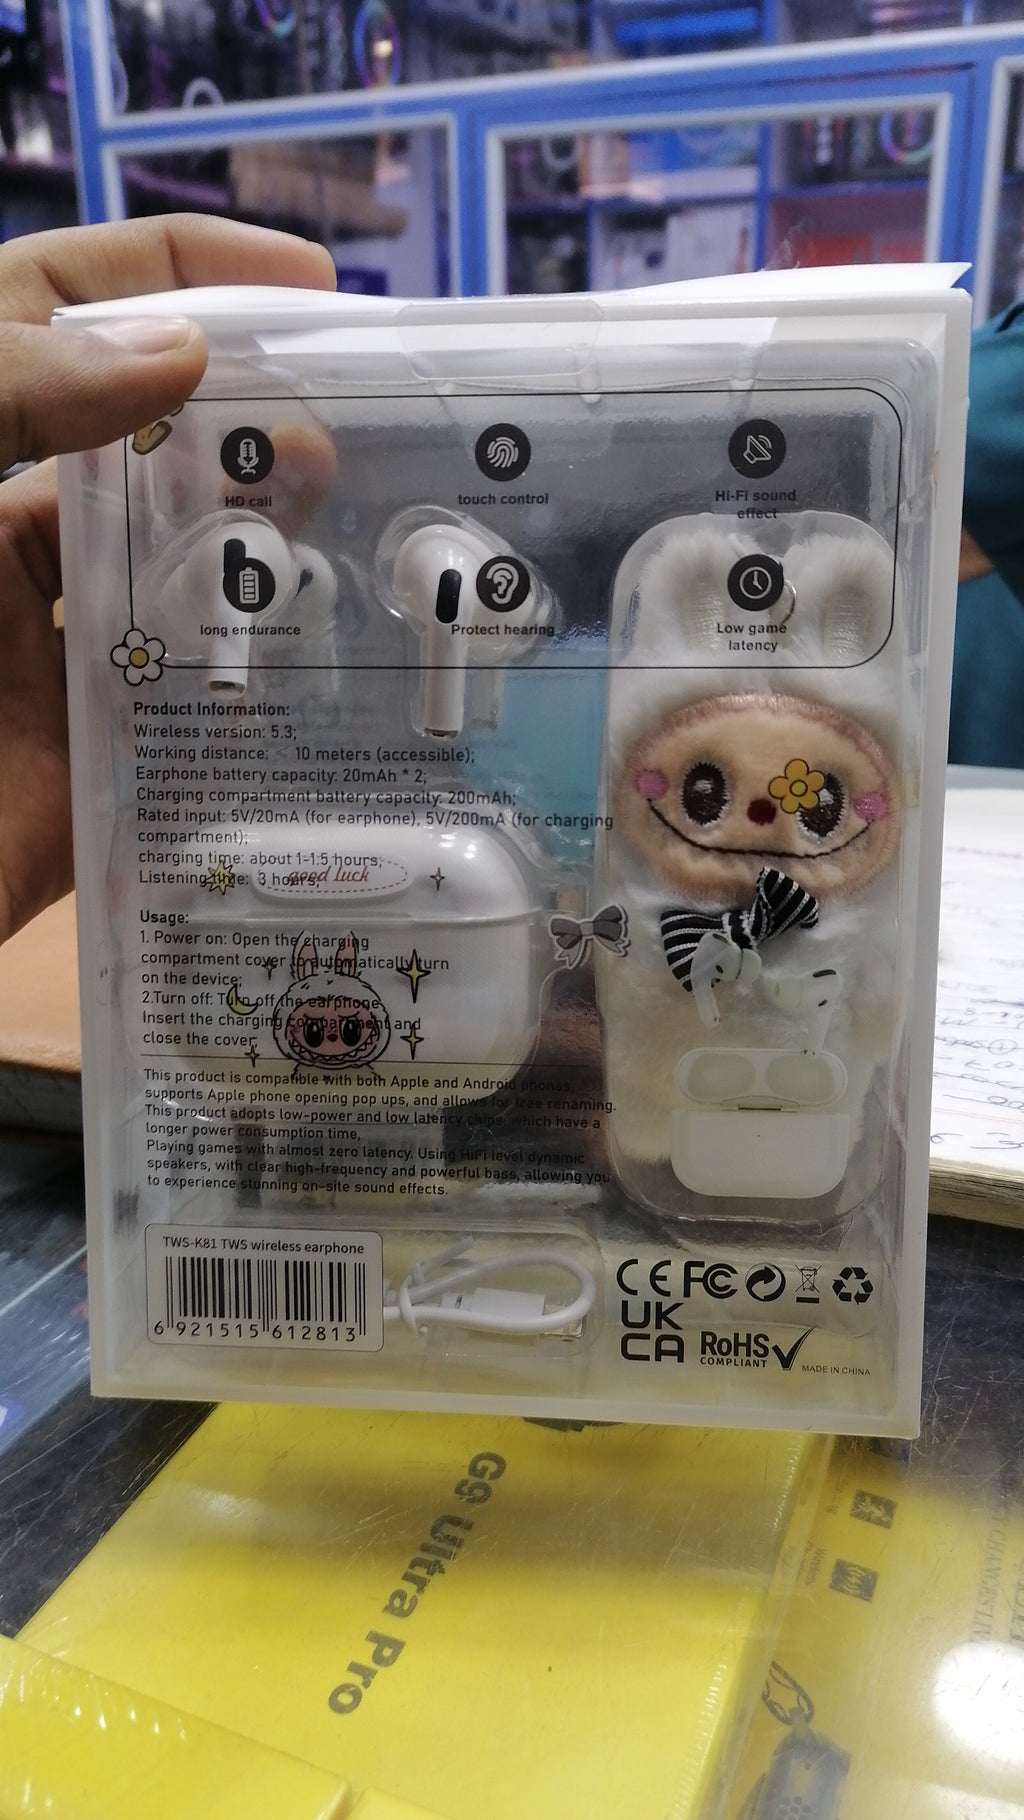 HD call
touch control
Hi-Fi sound
effect
long endurance
Protect hearing
Low game
latency
Product Information:
Wireless version: 5.3;
Working distance: < 10 meters (accessible);
Earphone battery capacity: 20mAh * 2;
Charging compartment battery capacity: 200mAh;
Rated input: 5V/20mA (for earphone), 5V/200mA (for charging
compartment);
charging time: about 1-1.5 hours;
Listening time: 3 hours;
good luck
Usage:
1. Power on: Open the charging
compartment cover to automatically turn
on the device;
2.Turn off: Turn off the earphone
Insert the charging compartment and
close the cover.
This product is compatible with both Apple and Android phones,
supports Apple phone opening pop ups, and allows for free renaming.
This product adopts low-power and low latency chips, which have a
longer power consumption time,
Playing games with almost zero latency. Using HiFi level dynamic
speakers, with clear high-frequency and powerful bass, allowing you
to experience stunning on-site sound effects.
TWS-K81 TWS wireless earphone
6 921515 612813
CE FC
UK
CA
RoHS
COMPLIANT
MADE IN CHINA
G9 Ultra Pro